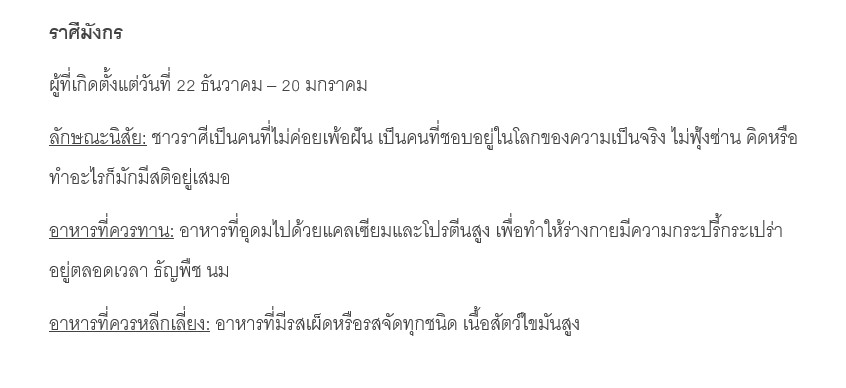 ราศีมังกร
ผู้ที่เกิดตั้งแต่วันที่ 22 ธันวาคม – 20 มกราคม
ลักษณะนิสัย: ชาวราศีเป็นคนที่ไม่ค่อยเพ้อฝัน เป็นคนที่ชอบอยู่ในโลกของความเป็นจริง ไม่ฟุ้งซ่าน คิดหรือ
ทำอะไรก็มักมีสติอยู่เสมอ
อาหารที่ควรทาน: อาหารที่อุดมไปด้วยแคลเซียมและโปรตีนสูง เพื่อทำให้ร่างกายมีความกระปรี้กระเปร่า
อยู่ตลอดเวลา ธัญพืช นม
อาหารที่ควรหลีกเลี่ยง: อาหารที่มีรสเผ็ดหรือรสจัดทุกชนิด เนื้อสัตว์ไขมันสูง